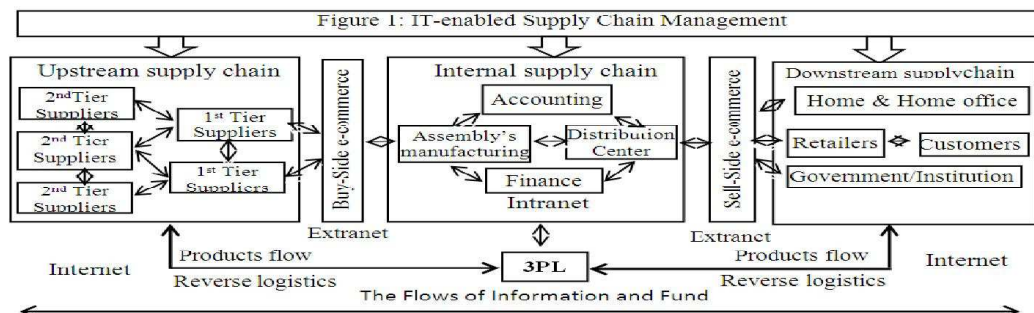 Figure 1: IT-enabled Supply Chain Management
Upstream supply chain
2nd Tier
Suppliers
2nd Tier
Suppliers
2nd Tier
Suppliers
1st Tier
Suppliers
1st Tier
Suppliers
Buy-Side e-commerce
Internal supply chain
Accounting
Assembly's
manufacturing
Distribution
Center
Finance
Intranet
Sell-Side e-commerce
Downstream supplychain
Home & Home office
Retailers
Customers
Government/Institution
Extranet
Extranet
Internet
Products flow
Reverse logistics
3PL
Products flow
Reverse logistics
Internet
The Flows of Information and Fund